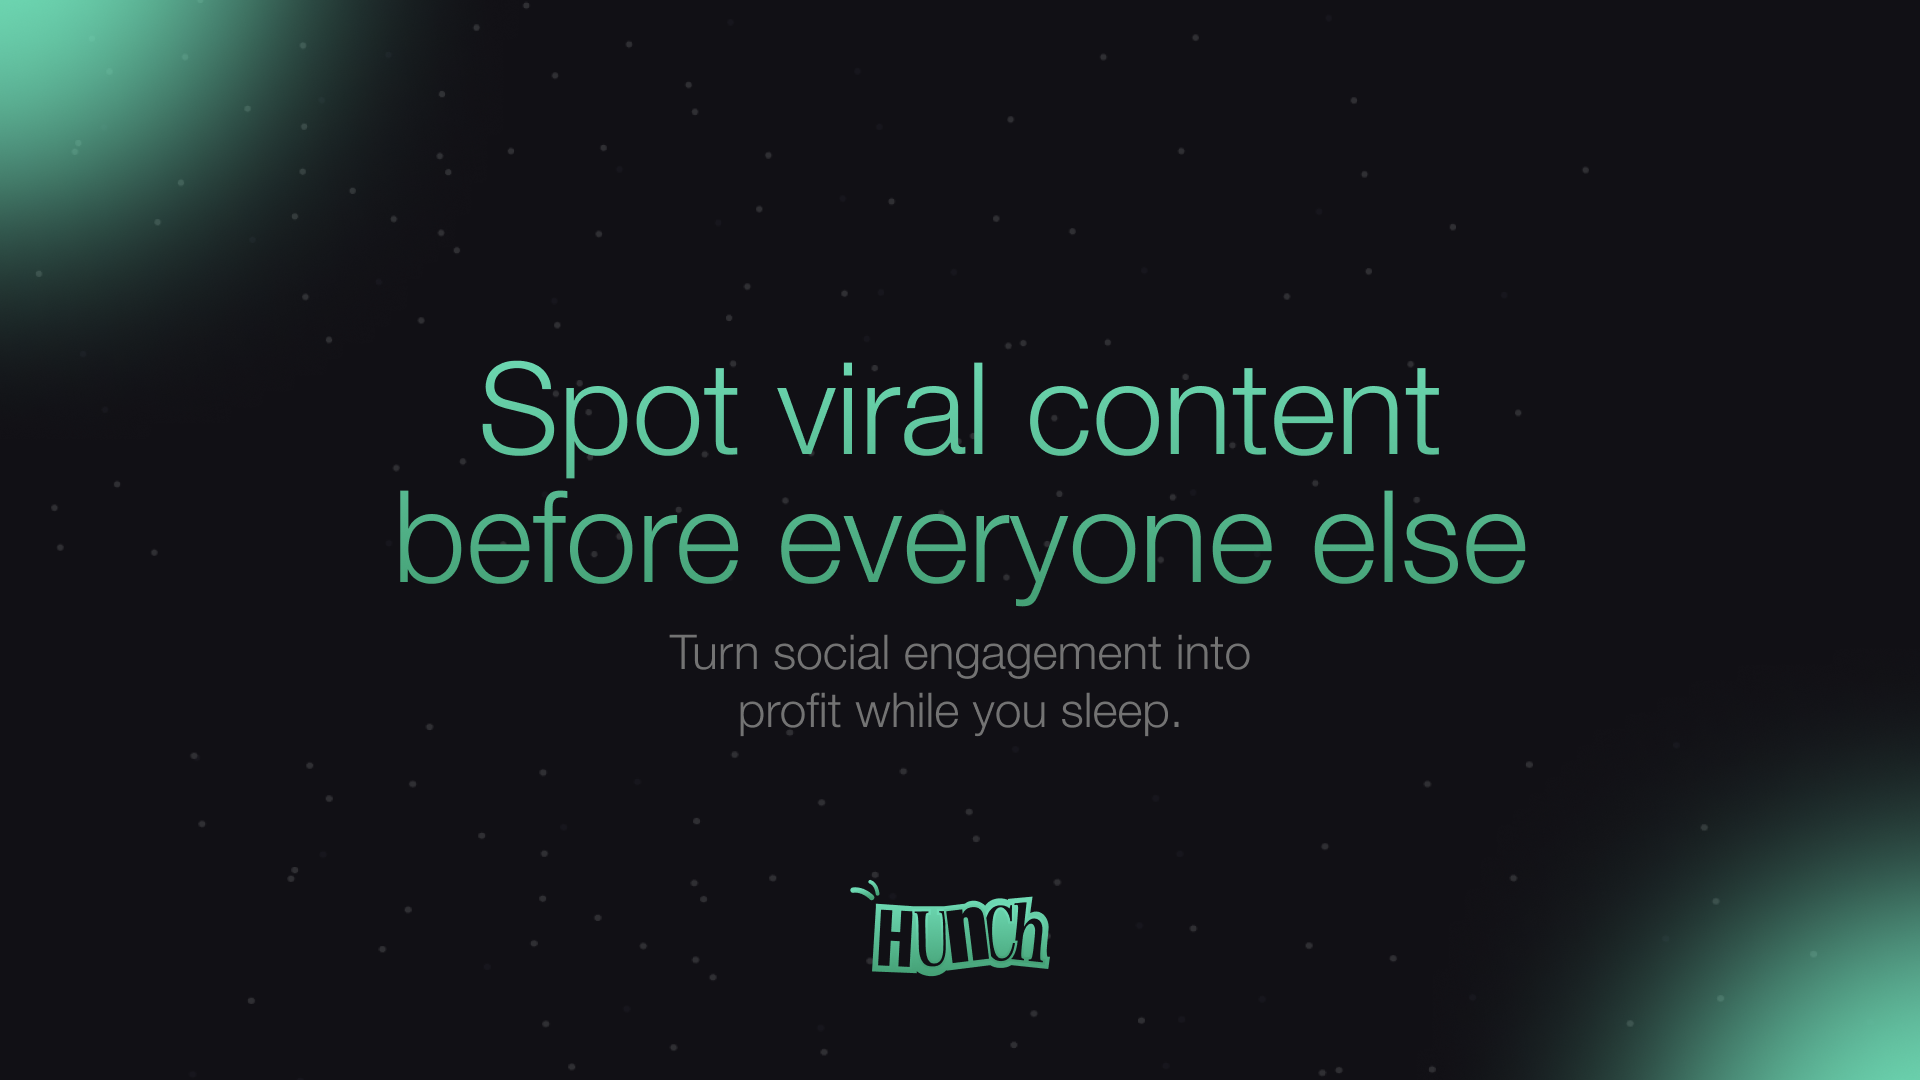 Spot viral content
before everyone else
Turn social engagement into
profit while you sleep.
HUnCh